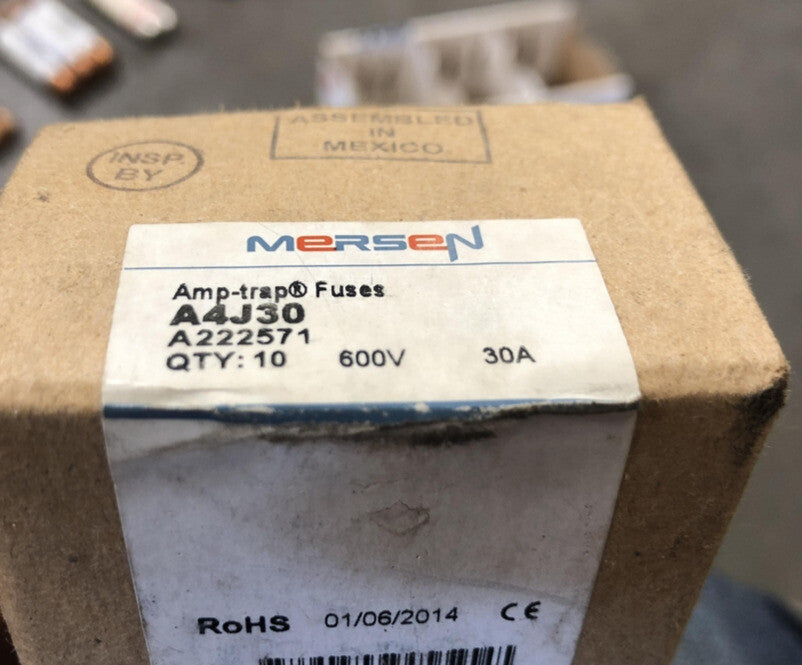 ASSEMBLED
IN
MEXICO.
INSP.
BY
MERSEN
Amp-trap® Fuses
A4J30
A222571
QTY: 10 600V 30A
RoHS 01/06/2014 CE